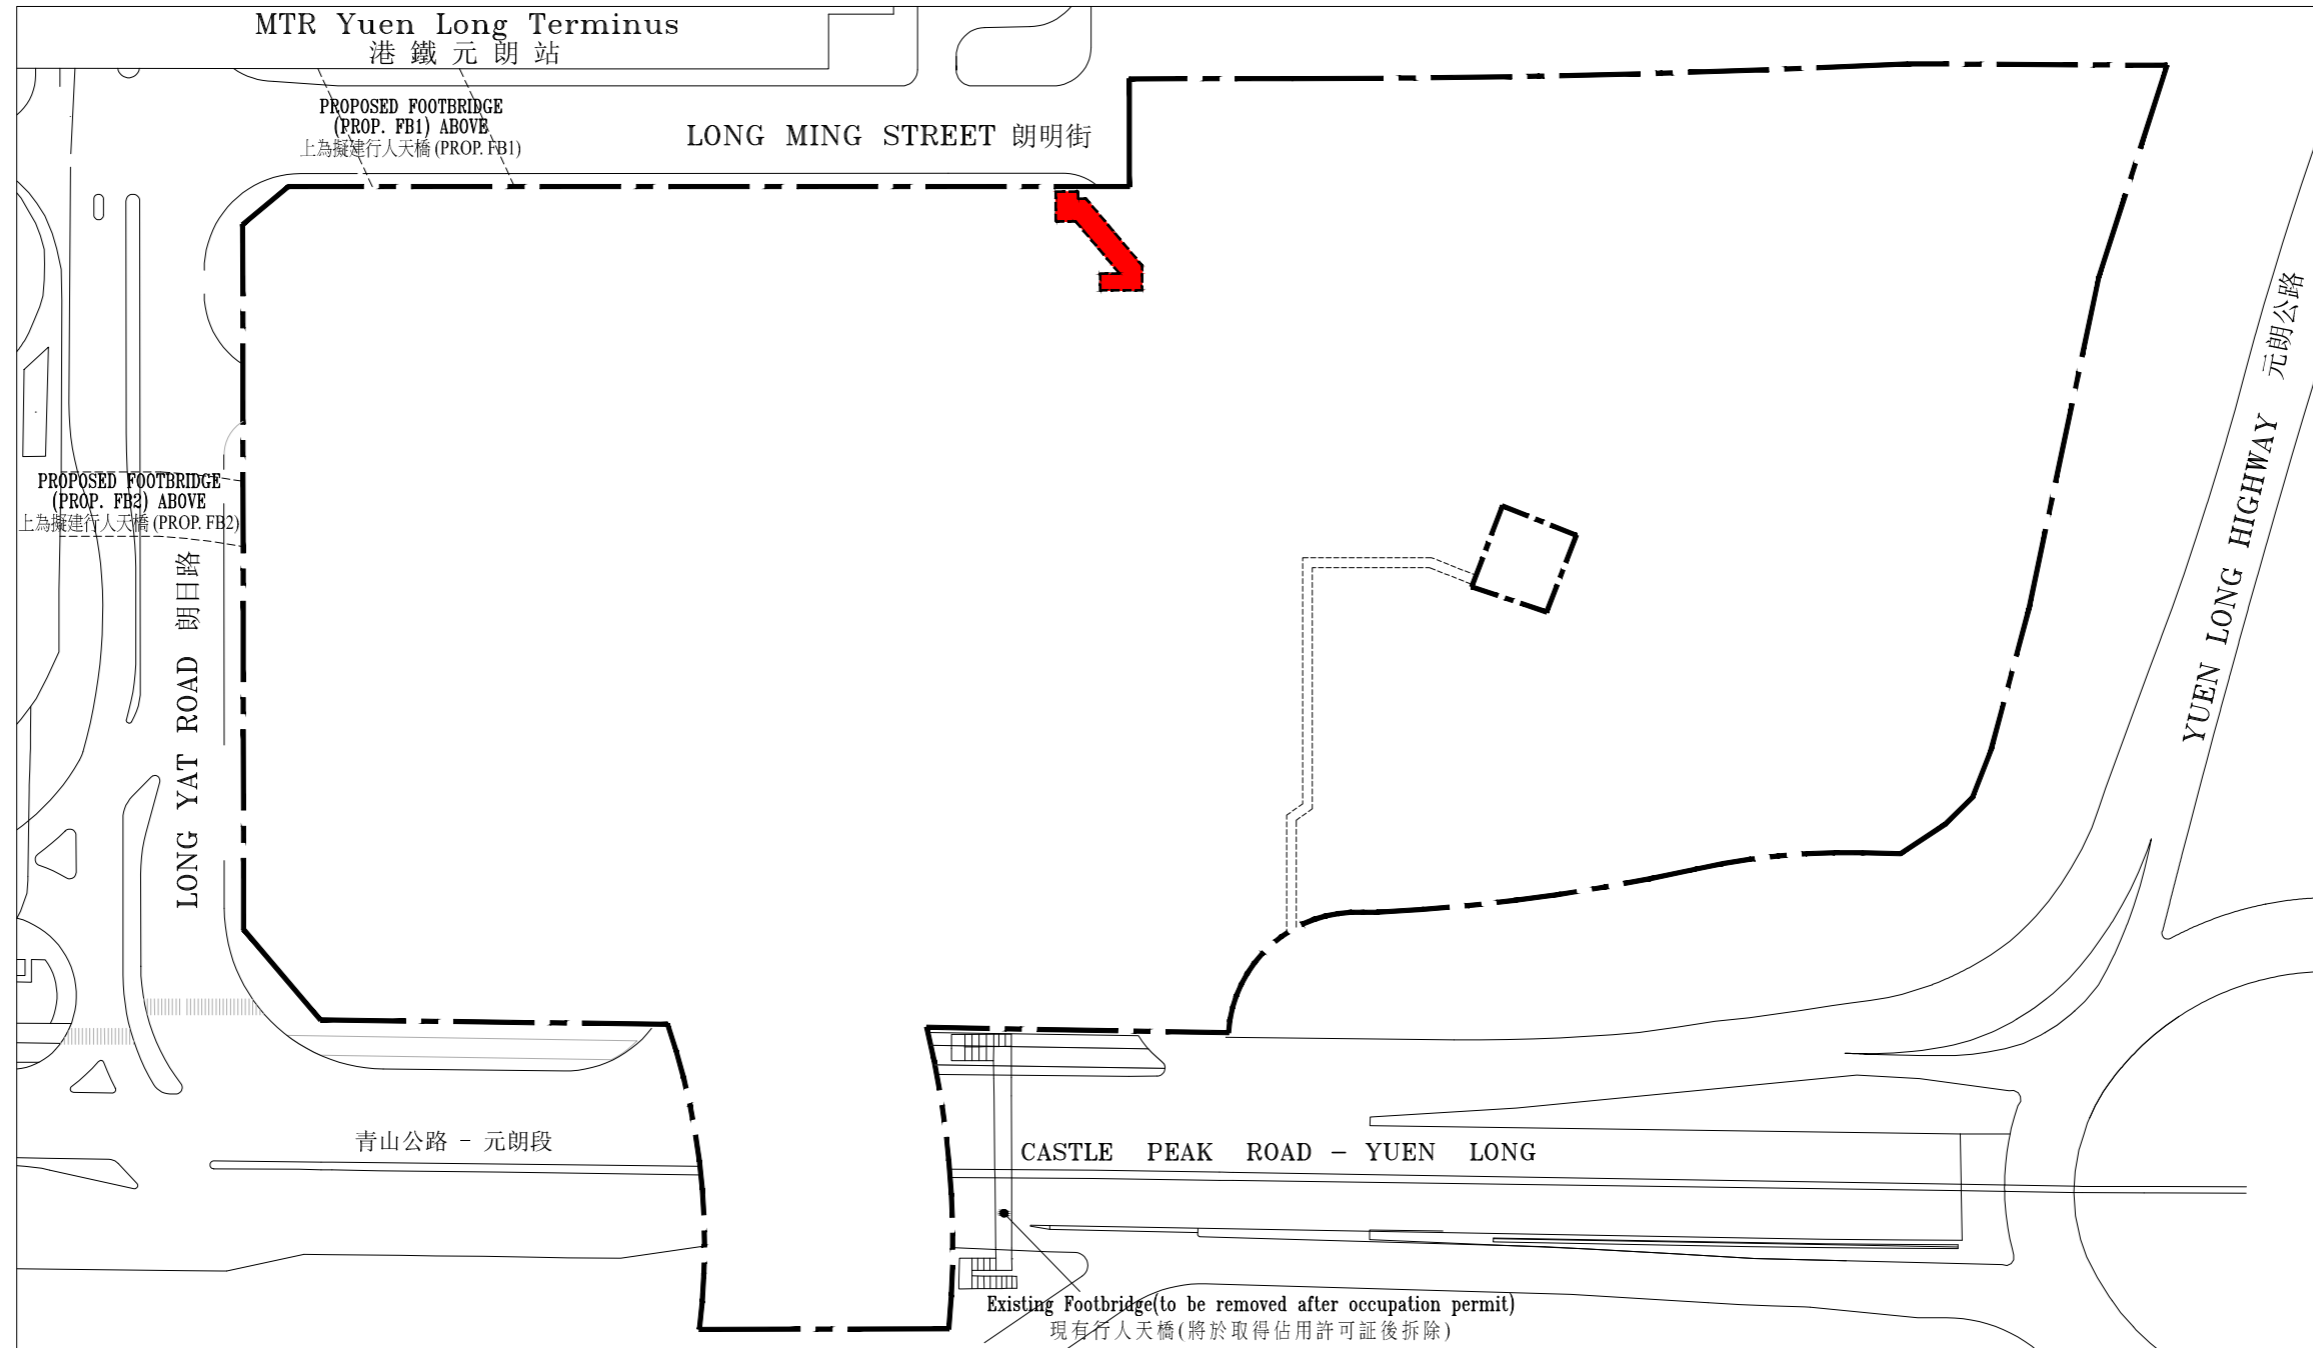 MTR Yuen Long Terminus
港鐵元朗站
PROPOSED FOOTBRIDGE
(PROP. FB1) ABOVE
上為擬建行人天橋 (PROP. FB1)
LONG MING STREET 朗明街
YUEN LONG HIGHWAY 元朗公路
PROPOSED FOOTBRIDGE
(PROP. FB2) ABOVE
上為擬建行人天橋 (PROP. FB2)
LONG YAT ROAD 朗日路
青山公路 - 元朗段
CASTLE PEAK ROAD - YUEN LONG
Existing Footbridge(to be removed after occupation permit)
現有行人天橋(將於取得佔用許可証後拆除)